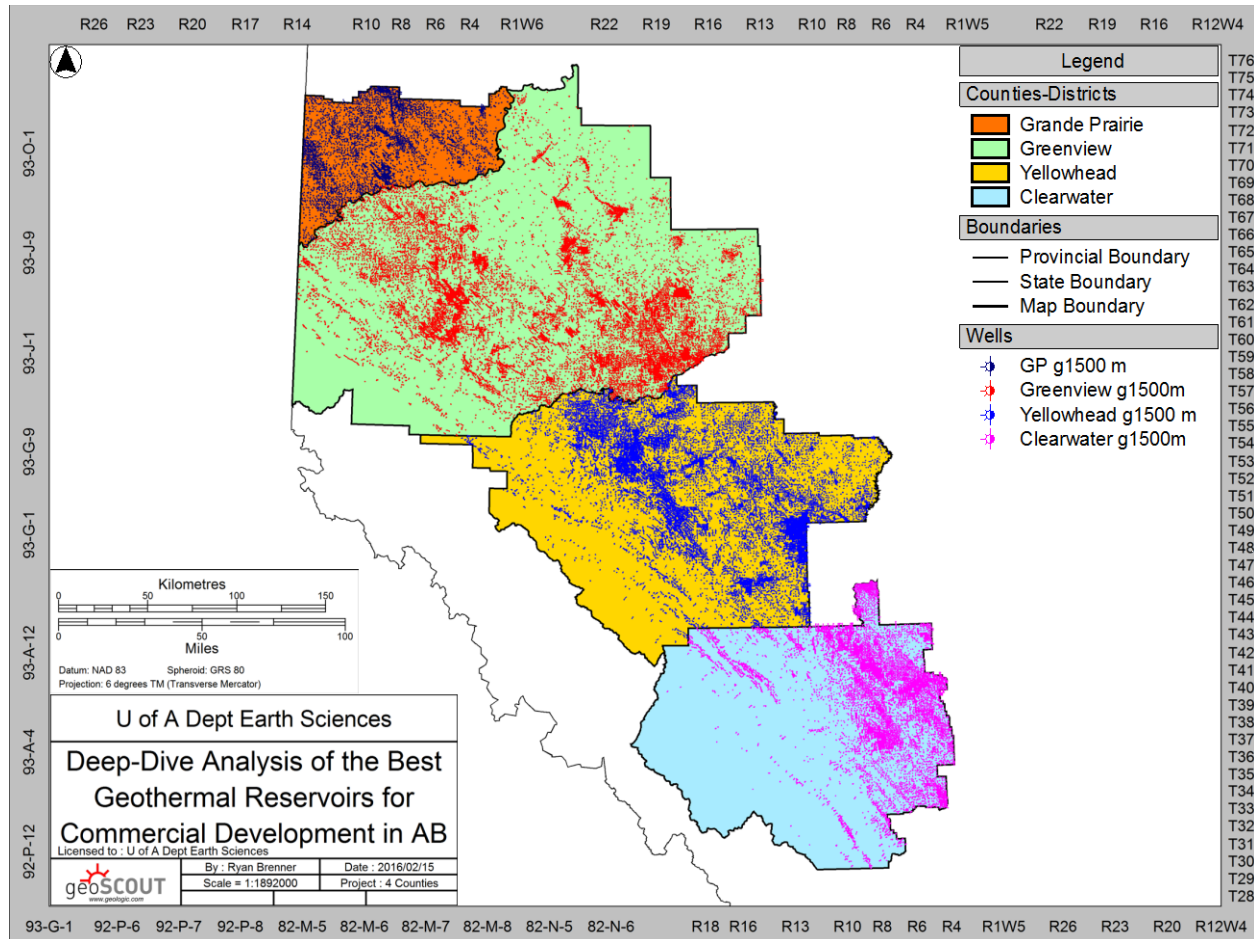 R26 R23 R20 R17 R14 R10 R8 R6 R4 R1W6 R22 R19 R16 R13 R10 R8 R6 R4 R1W5 R22 R19 R16 R12W4
93-O-1
93-J-9
93-J-1
93-G-9
93-G-1
93-A-12
93-A-4
92-P-12
Legend
Counties-Districts
Grande Prairie
Greenview
Yellowhead
Clearwater
Boundaries
Provincial Boundary
State Boundary
Map Boundary
Wells
GP g1500 m
Greenview g1500m
Yellowhead g1500 m
Clearwater g1500m
T76
T75
T74
T73
T72
T71
T70
T69
T68
T67
T66
T65
T64
T63
T62
T61
T60
T59
T58
T57
T56
T55
T54
T53
T52
T51
T50
T49
T48
T47
T46
T45
T44
T43
T42
T41
T40
T39
T38
T37
T36
T35
T34
T33
T32
T31
T30
T29
T28
Kilometres
0 50 100 150
0 50 100
Miles
Datum: NAD 83 Spheroid: GRS 80
Projection: 6 degrees TM (Transverse Mercator)
U of A Dept Earth Sciences
Deep-Dive Analysis of the Best
Geothermal Reservoirs for
Commercial Development in AB
Licensed to : U of A Dept Earth Sciences
geoSCOUT
www.geologic.com
By : Ryan Brenner Date : 2016/02/15
Scale = 1:1892000 Project : 4 Counties
93-G-1 92-P-6 92-P-7 92-P-8 82-M-5 82-M-6 82-M-7 82-M-8 82-N-5 82-N-6 R18 R16 R13 R10 R8 R6 R4 R1W5 R26 R23 R20 R16 R12W4